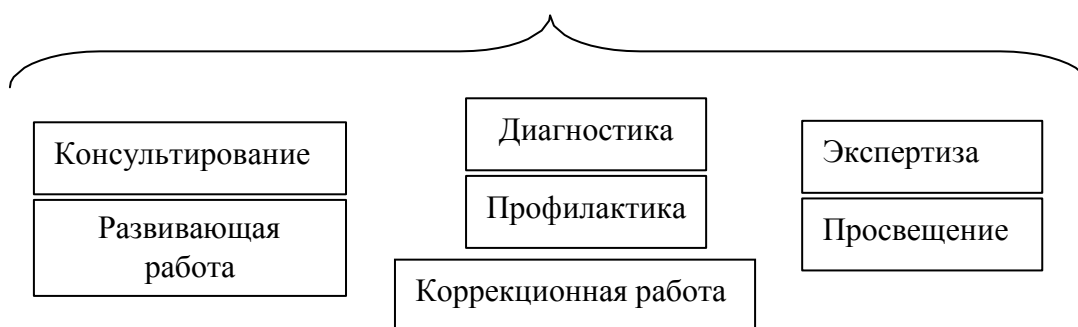 Консультирование
Развивающая
работа
Диагностика
Профилактика
Коррекционная работа
Экспертиза
Просвещение